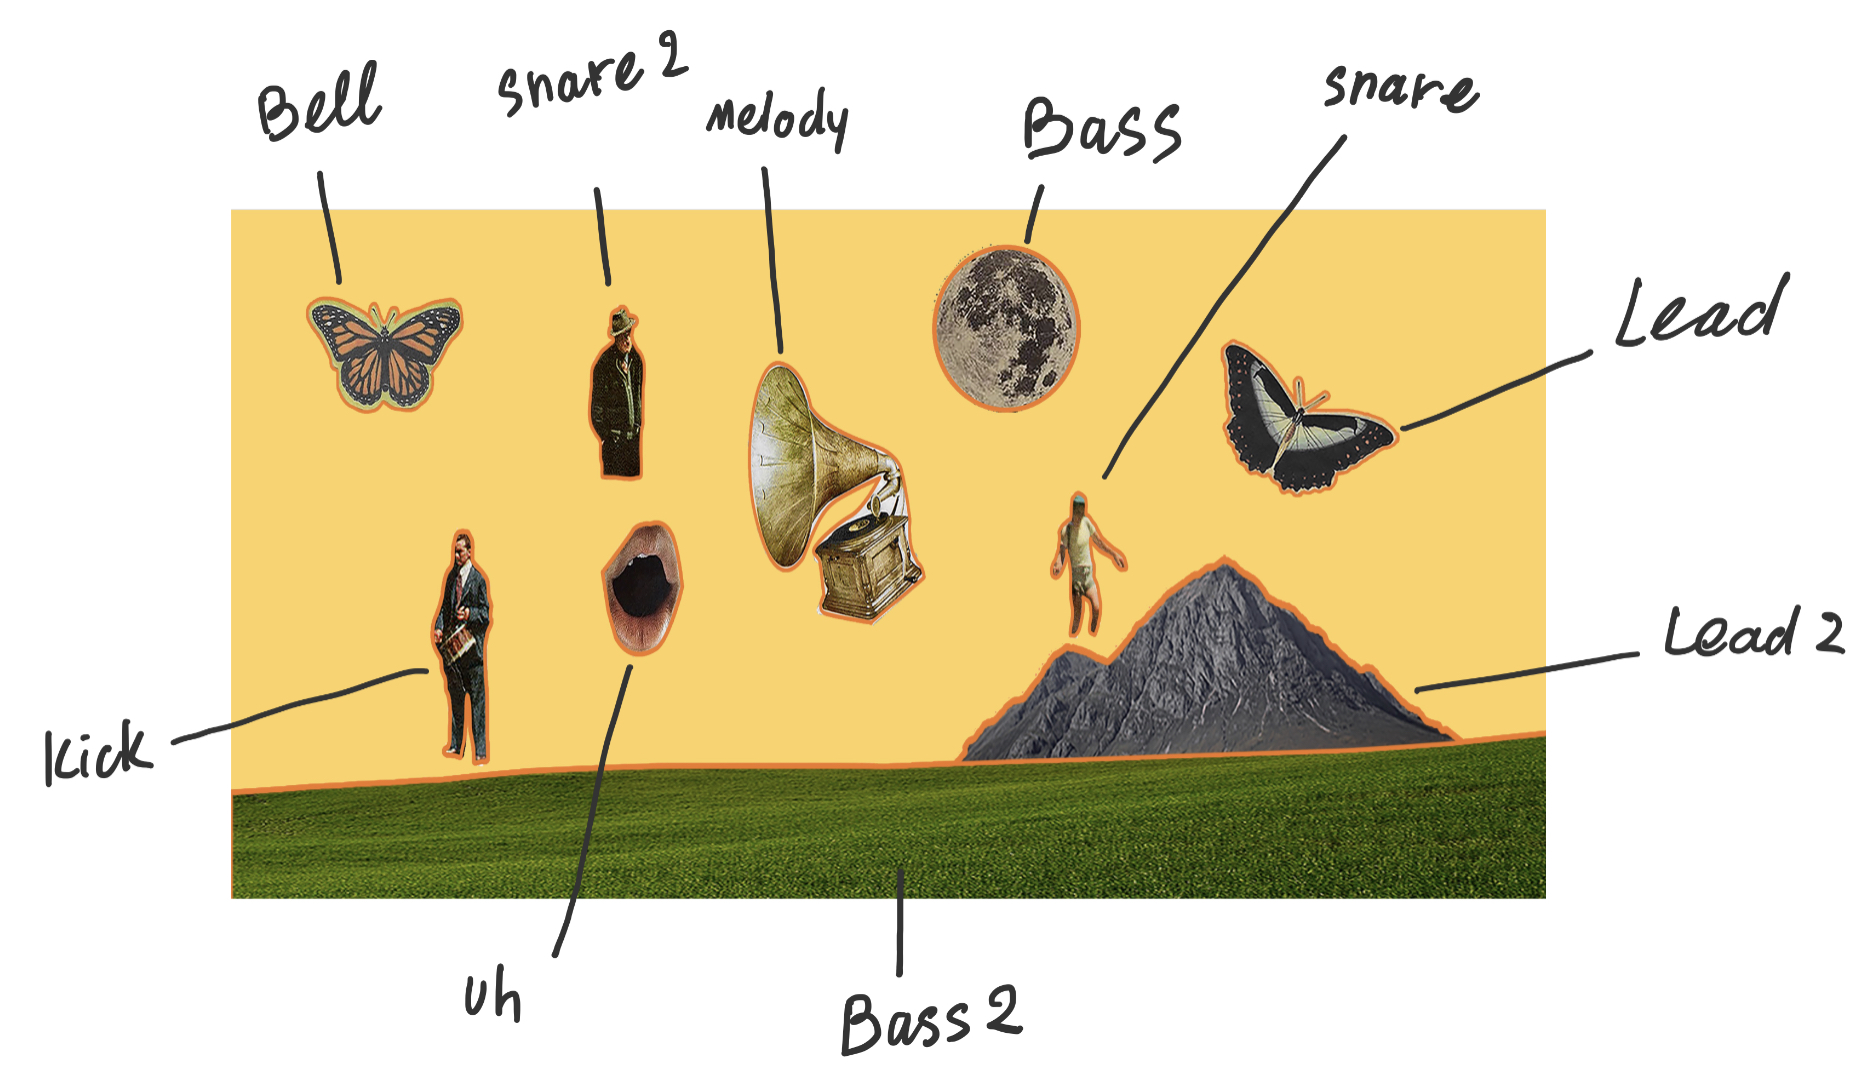 Bell
snare 2
Melody
Bass
snare
Lead
Lead 2
Kick
uh
Bass 2